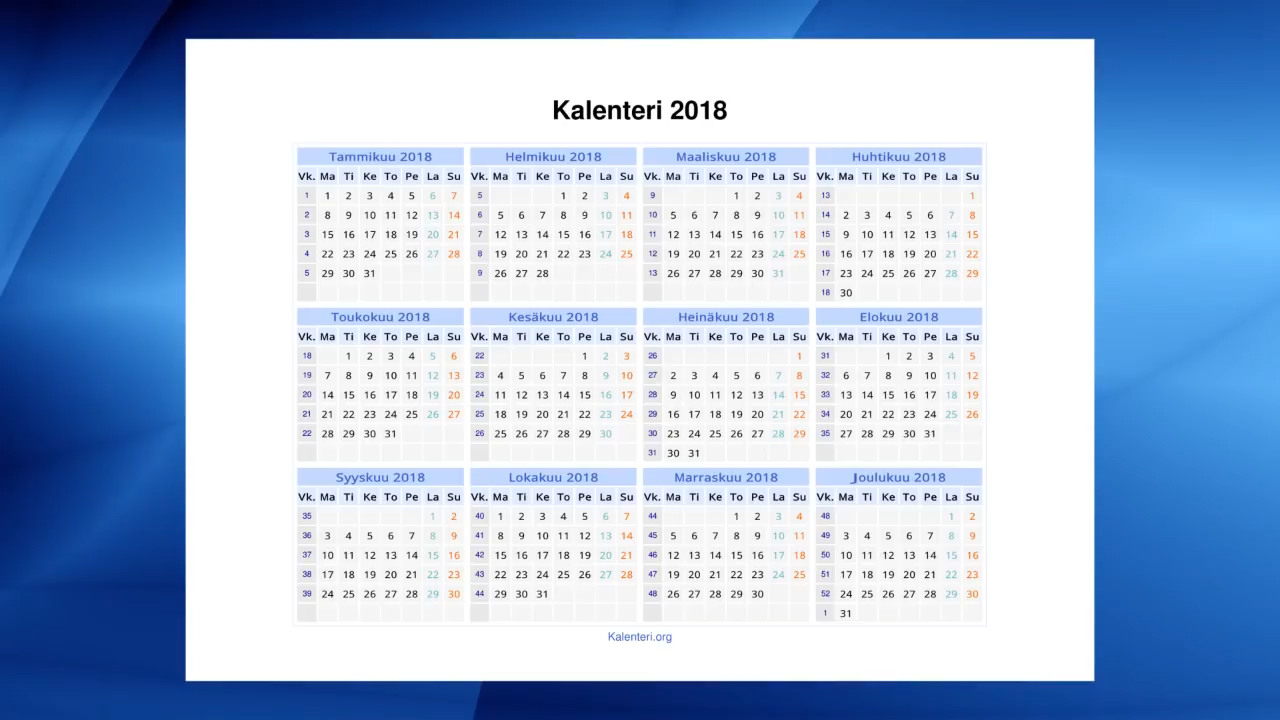 Kalenteri 2018
Tammikuu 2018
Vk. Ma Ti Ke To Pe La Su
1 1 2 3 4 5 6 7
2 8 9 10 11 12 13 14
3 15 16 17 18 19 20 21
4 22 23 24 25 26 27 28
5 29 30 31
Helmikuu 2018
Vk. Ma Ti Ke To Pe La Su
5 1 2 3 4
6 5 6 7 8 9 10 11
7 12 13 14 15 16 17 18
8 19 20 21 22 23 24 25
9 26 27 28
Maaliskuu 2018
Vk. Ma Ti Ke To Pe La Su
9 1 2 3 4
10 5 6 7 8 9 10 11
11 12 13 14 15 16 17 18
12 19 20 21 22 23 24 25
13 26 27 28 29 30 31
Huhtikuu 2018
Vk. Ma Ti Ke To Pe La Su
13 1
14 2 3 4 5 6 7 8
15 9 10 11 12 13 14 15
16 16 17 18 19 20 21 22
17 23 24 25 26 27 28 29
18 30
Toukokuu 2018
Vk. Ma Ti Ke To Pe La Su
18 1 2 3 4 5 6
19 7 8 9 10 11 12 13
20 14 15 16 17 18 19 20
21 21 22 23 24 25 26 27
22 28 29 30 31
Kesäkuu 2018
Vk. Ma Ti Ke To Pe La Su
22 1 2 3
23 4 5 6 7 8 9 10
24 11 12 13 14 15 16 17
25 18 19 20 21 22 23 24
26 25 26 27 28 29 30
Heinäkuu 2018
Vk. Ma Ti Ke To Pe La Su
26 1
27 2 3 4 5 6 7 8
28 9 10 11 12 13 14 15
29 16 17 18 19 20 21 22
30 23 24 25 26 27 28 29
31 30 31
Elokuu 2018
Vk. Ma Ti Ke To Pe La Su
31 1 2 3 4 5
32 6 7 8 9 10 11 12
33 13 14 15 16 17 18 19
34 20 21 22 23 24 25 26
35 27 28 29 30 31
Syyskuu 2018
Vk. Ma Ti Ke To Pe La Su
35 1 2
36 3 4 5 6 7 8 9
37 10 11 12 13 14 15 16
38 17 18 19 20 21 22 23
39 24 25 26 27 28 29 30
Lokakuu 2018
Vk. Ma Ti Ke To Pe La Su
40 1 2 3 4 5 6 7
41 8 9 10 11 12 13 14
42 15 16 17 18 19 20 21
43 22 23 24 25 26 27 28
44 29 30 31
Marraskuu 2018
Vk. Ma Ti Ke To Pe La Su
44 1 2 3 4
45 5 6 7 8 9 10 11
46 12 13 14 15 16 17 18
47 19 20 21 22 23 24 25
48 26 27 28 29 30
Joulukuu 2018
Vk. Ma Ti Ke To Pe La Su
48 1 2
49 3 4 5 6 7 8 9
50 10 11 12 13 14 15 16
51 17 18 19 20 21 22 23
52 24 25 26 27 28 29 30
1 31
Kalenteri.org